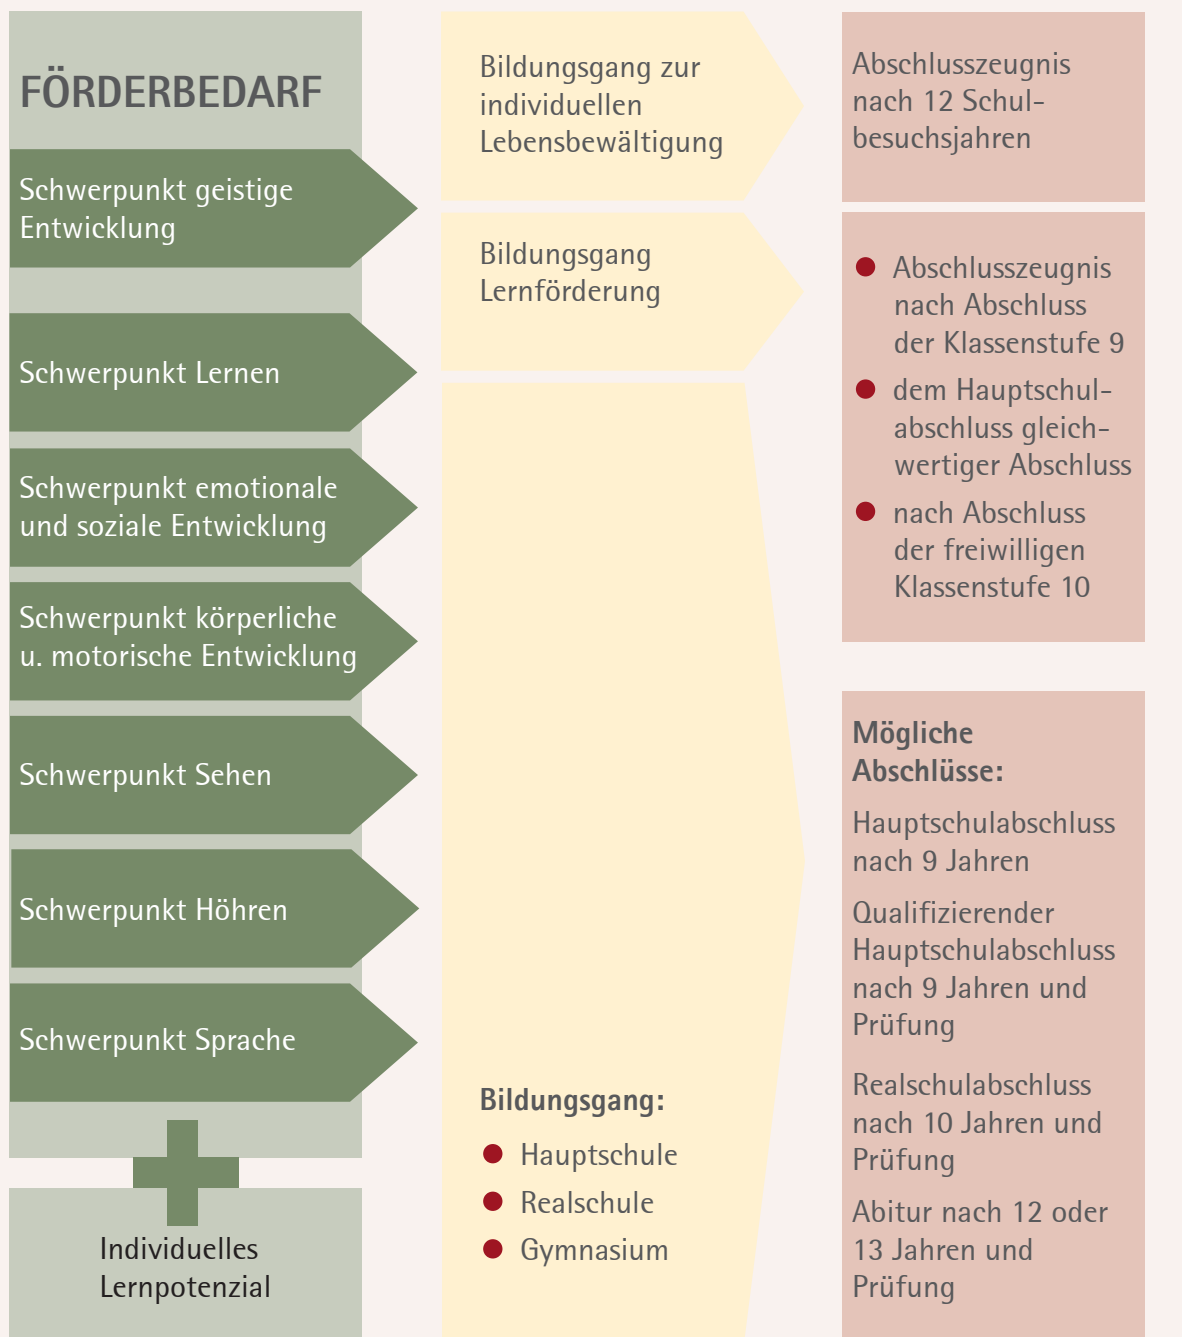 FÖRDERBEDARF
Schwerpunkt geistige
Entwicklung
Schwerpunkt Lernen
Schwerpunkt emotionale
und soziale Entwicklung
Schwerpunkt körperliche
u. motorische Entwicklung
Schwerpunkt Sehen
Schwerpunkt Höhren
Schwerpunkt Sprache
Individuelles
Lernpotenzial
Bildungsgang zur
individuellen
Lebensbewältigung
Bildungsgang
Lernförderung
Bildungsgang:
Hauptschule
Realschule
Gymnasium
Abschlusszeugnis
nach 12 Schul-
besuchsjahren
Abschlusszeugnis
nach Abschluss
der Klassenstufe 9
dem Hauptschul-
abschluss gleich-
wertiger Abschluss
nach Abschluss
der freiwilligen
Klassenstufe 10
Mögliche
Abschlüsse:
Hauptschulabschluss
nach 9 Jahren
Qualifizierender
Hauptschulabschluss
nach 9 Jahren und
Prüfung
Realschulabschluss
nach 10 Jahren und
Prüfung
Abitur nach 12 oder
13 Jahren und
Prüfung